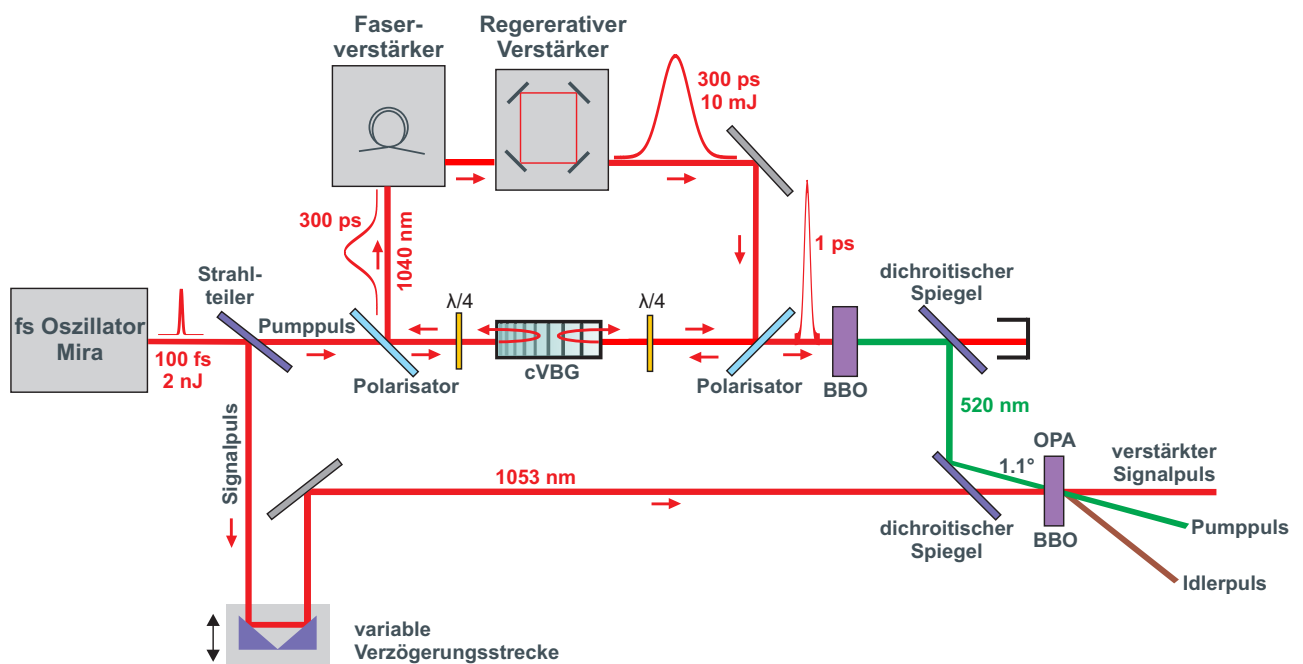 Faser-
verstärker
Regererativer
Verstärker
300 ps
10 mJ
300 ps
1040 nm
1 ps
Strahl-
teiler
fs Oszillator
Mira
100 fs
2 nJ
Pumppuls
λ/4
λ/4
Polarisator
cVBG
Polarisator
BBO
dichroitischer
Spiegel
520 nm
Signalpuls
1053 nm
OPA
1.1°
verstärkter
Signalpuls
dichroitischer
Spiegel
BBO
Pumppuls
Idlerpuls
variable
Verzögerungsstrecke